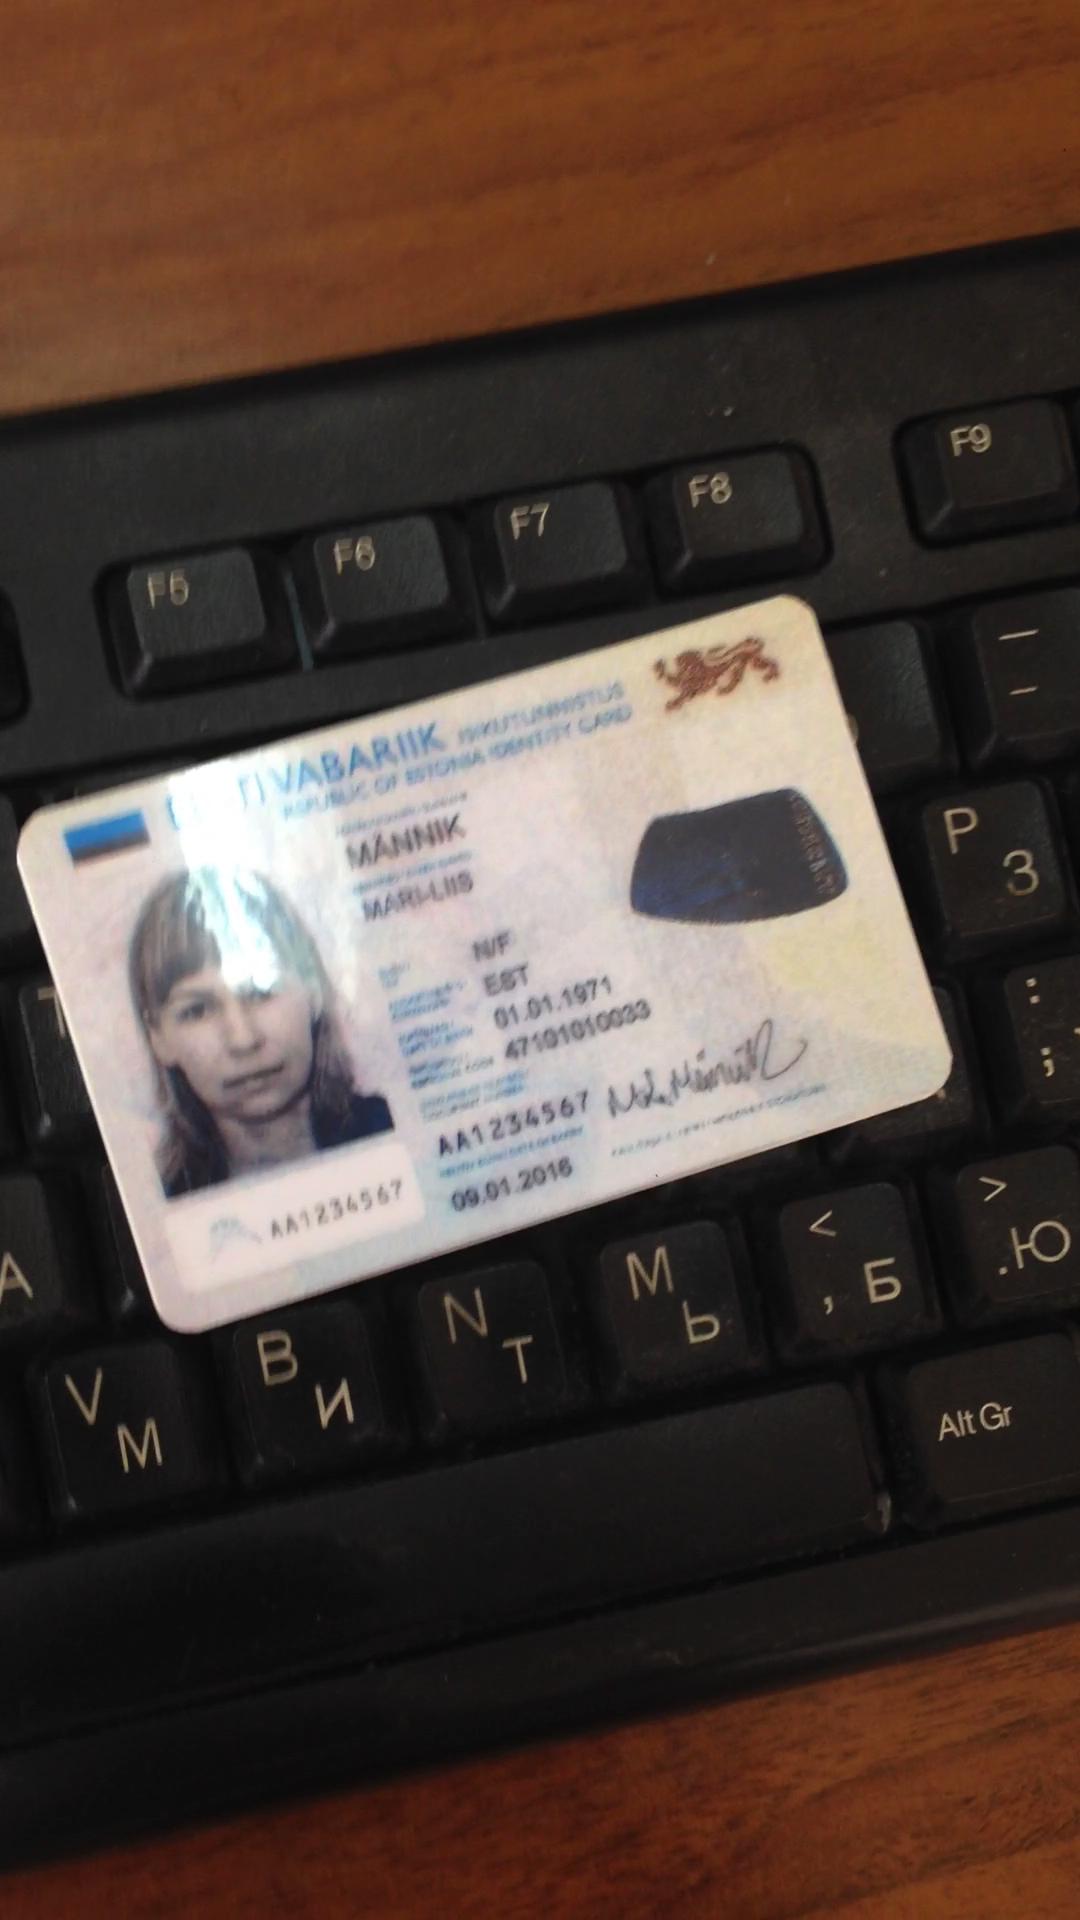 F9
F8
F7
F6
F5
EESTI VABARIIK ISIKUTUNNISTUS
REPUBLIC OF ESTONIA IDENTITY CARD
MÄNNIK
MARI-LIIS
N/F
EST
01.01.1971
47101010033
AA1234567
09.01.2016
AA1234567
P З
: ;
A
V М
B И
N Т
M Ь
< , Б
> . Ю
Alt Gr